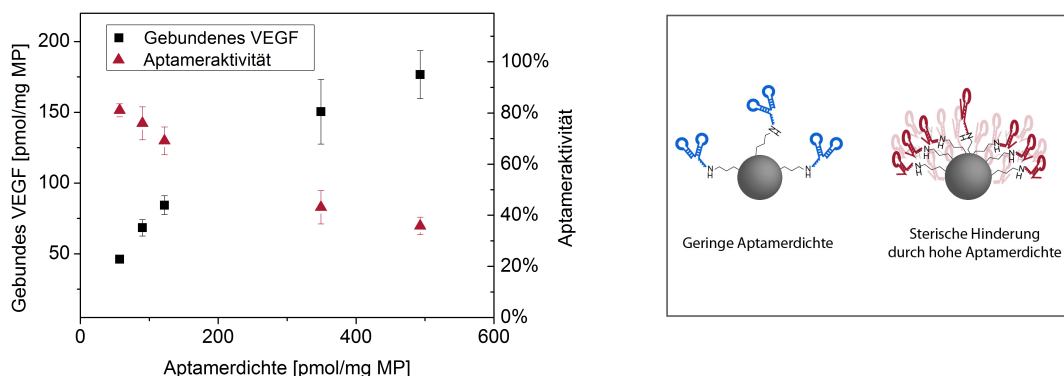 Gebundenes VEGF
Aptameraktivität
Gebundes VEGF [pmol/mg MP]
200
150
100
50
0
200
400
600
Aptamerdichte [pmol/mg MP]
100%
80%
60%
40%
20%
0%
Aptameraktivität
N
H
N
H
N
H
Geringe Aptamerdichte
N
H
N
H
N
H
N
H
N
H
N
H
N
H
Sterische Hinderung
durch hohe Aptamerdichte